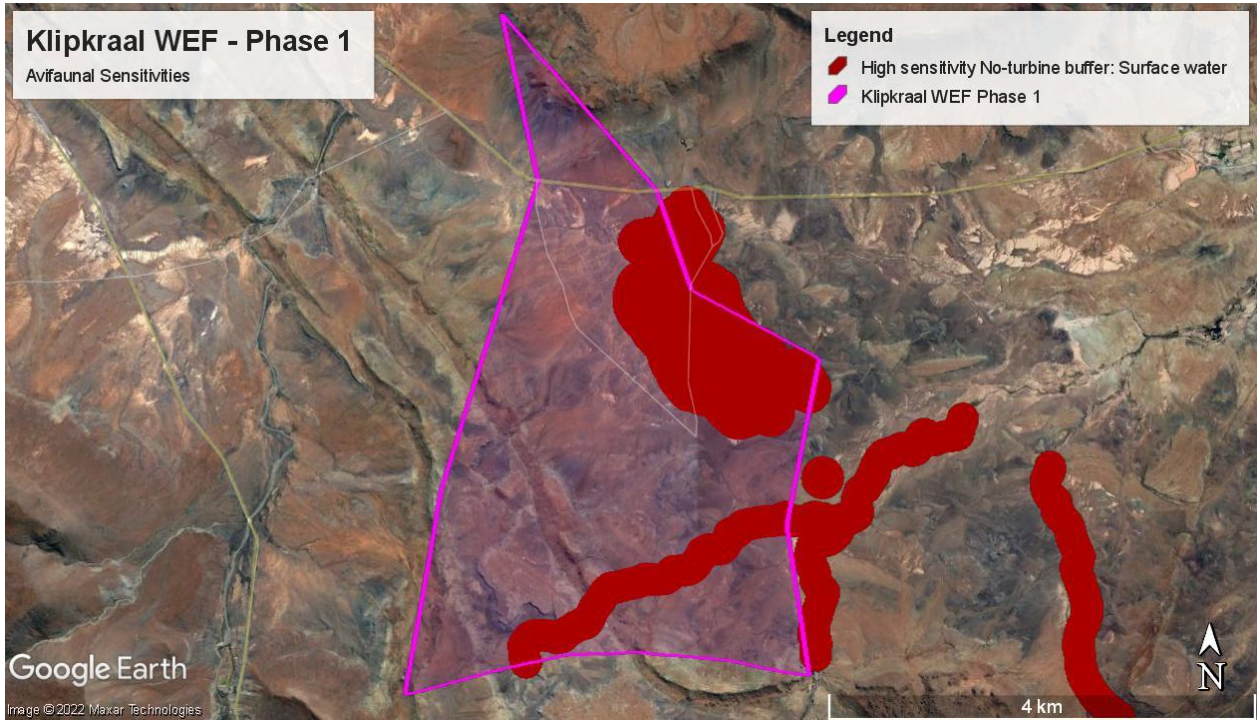 Klipkraal WEF - Phase 1
Avifaunal Sensitivities
Legend
High sensitivity No-turbine buffer: Surface water
Klipkraal WEF Phase 1
Google Earth
Image © 2022 Maxar Technologies
N
4 km